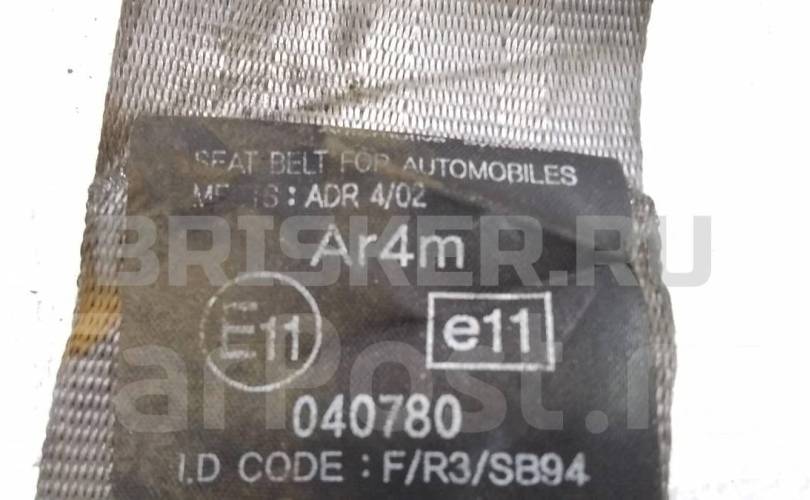 SEAT BELT FOR AUTOMOBILES
: ADR 4/02
Ar4m
BRISKER.RU
E11 e11
040780
I.D CODE : F/R3/SB94